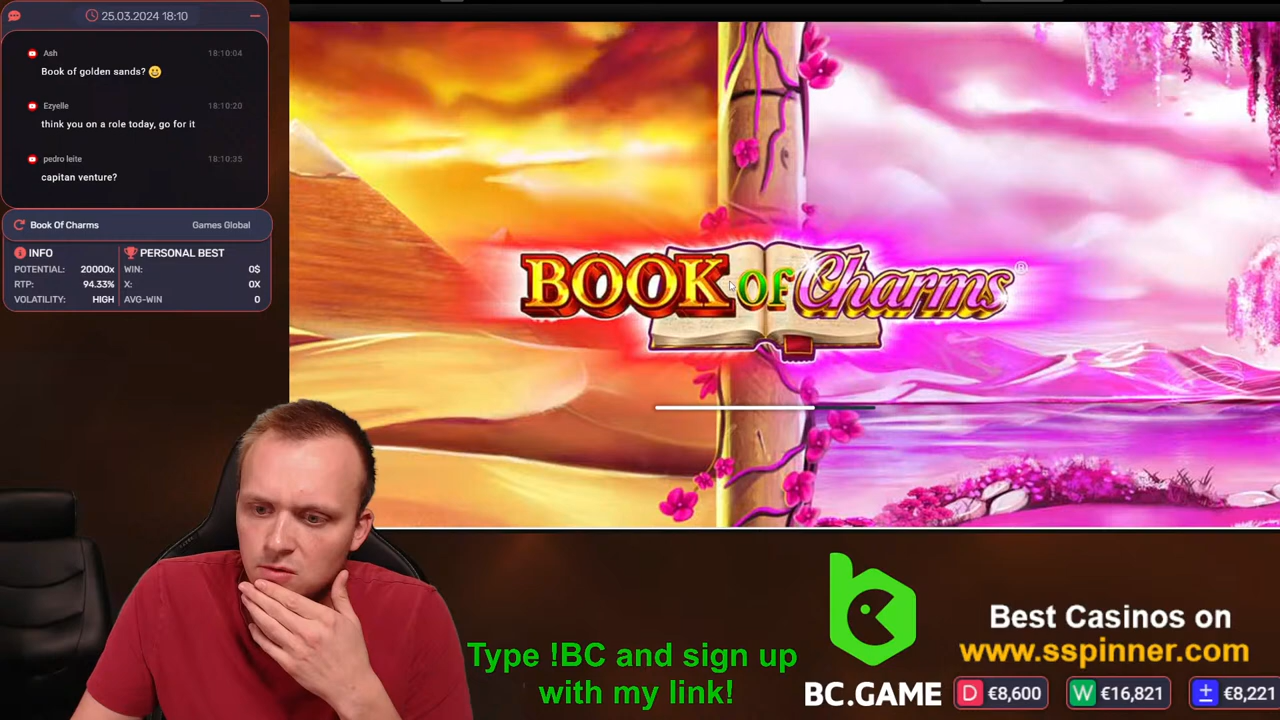 25.03.2024 18:10
Ash 18:10:04
Book of golden sands? 😀
Ezyelle 18:10:20
think you on a role today, go for it
pedro leite 18:10:35
capitan venture?
Book Of Charms Games Global
INFO PERSONAL BEST
POTENTIAL: 20000x WIN: 0$
RTP: 94.33% X: 0X
VOLATILITY: HIGH AVG-WIN 0
BOOK OF Charms®
Type !BC and sign up
with my link!
BC.GAME
Best Casinos on
www.sspinner.com
D €8,600 W €16,821 ± €8,221